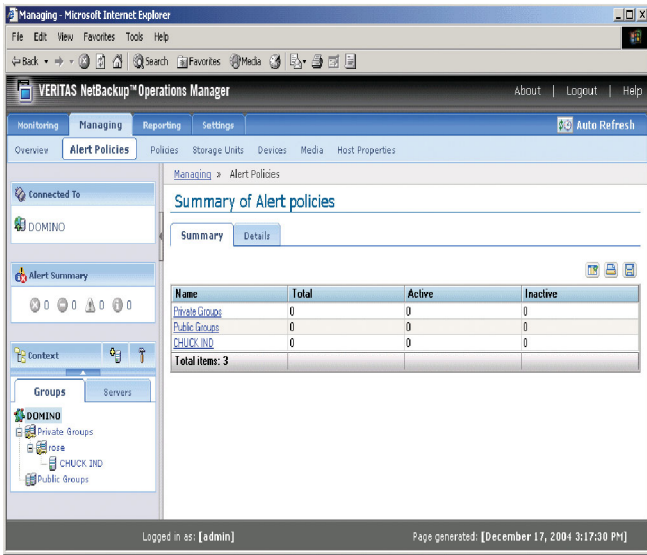 Managing - Microsoft Internet Explorer
File Edit View Favorites Tools Help
Back Search Favorites Media
VERITAS NetBackup™ Operations Manager
About | Logout | Help
Monitoring Managing Reporting Settings
Auto Refresh
Overview Alert Policies Policies Storage Units Devices Media Host Properties
Managing » Alert Policies
Connected To
DOMINO
Alert Summary
0 0 0 0
Context
Groups Servers
DOMINO
Private Groups
rose
CHUCK IND
Public Groups
Summary of Alert policies
Summary Details
Name Total Active Inactive
Private Groups 0 0 0
Public Groups 0 0 0
CHUCK IND 0 0 0
Total items: 3
Logged in as: [admin]
Page generated: [December 17, 2004 3:17:30 PM]